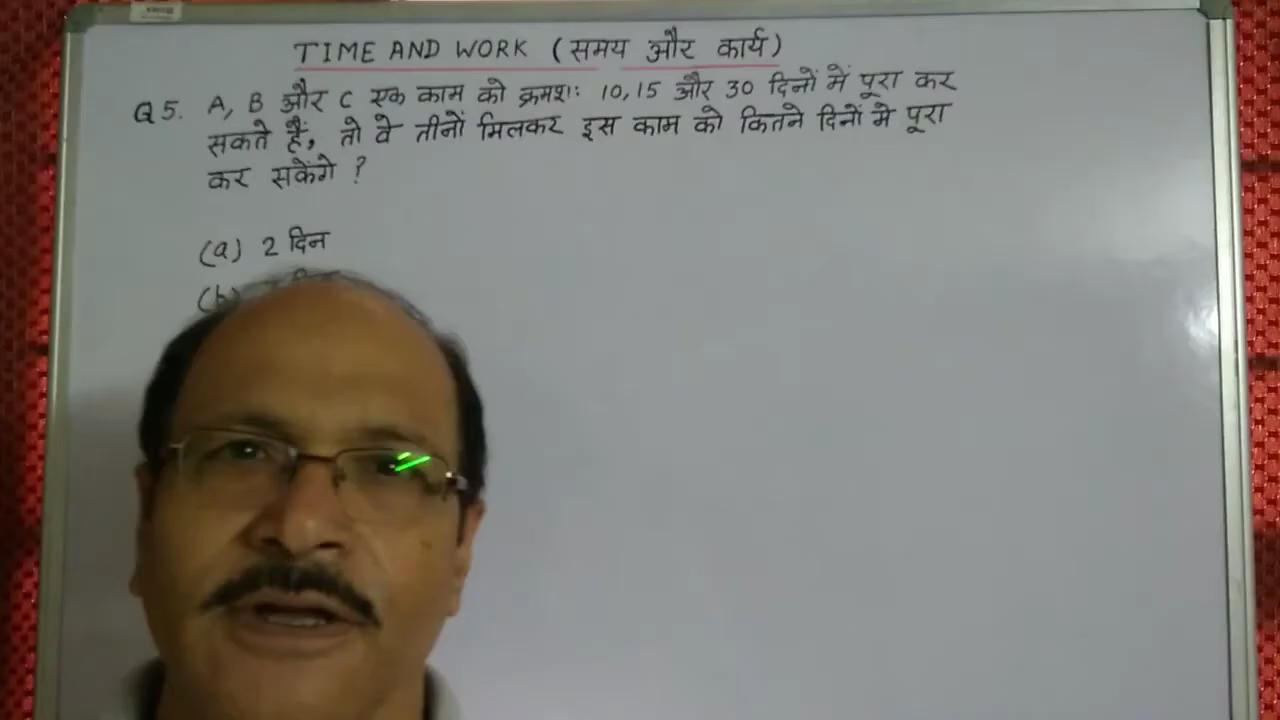 TIME AND WORK (समय और कार्य)
Q5. A, B और C एक काम को क्रमशः 10,15 और 30 दिनों में पूरा कर
सकते हैं, तो वे तीनों मिलकर इस काम को कितने दिनों मे पूरा
कर सकेंगे ?
(a) 2 दिन
(b)